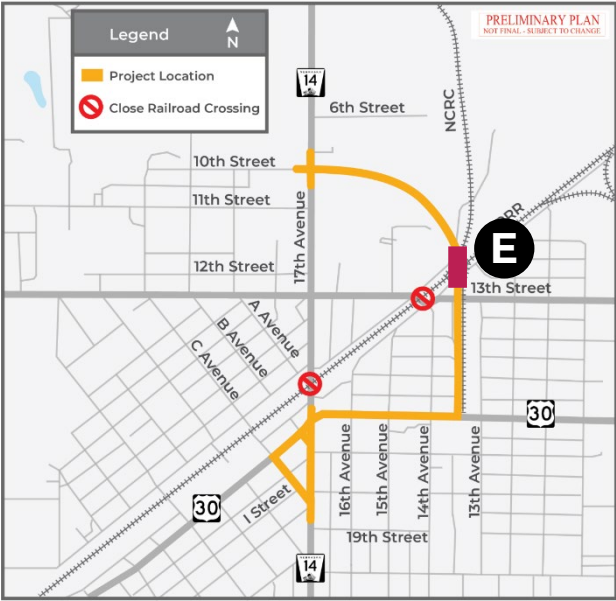 PRELIMINARY PLAN
NOT FINAL - SUBJECT TO CHANGE
Legend
N
Project Location
Close Railroad Crossing
14
6th Street
NCRC
10th Street
11th Street
17th Avenue
RR
E
12th Street
13th Street
A Avenue
B Avenue
C Avenue
30
16th Avenue
15th Avenue
14th Avenue
13th Avenue
I Street
30
19th Street
14